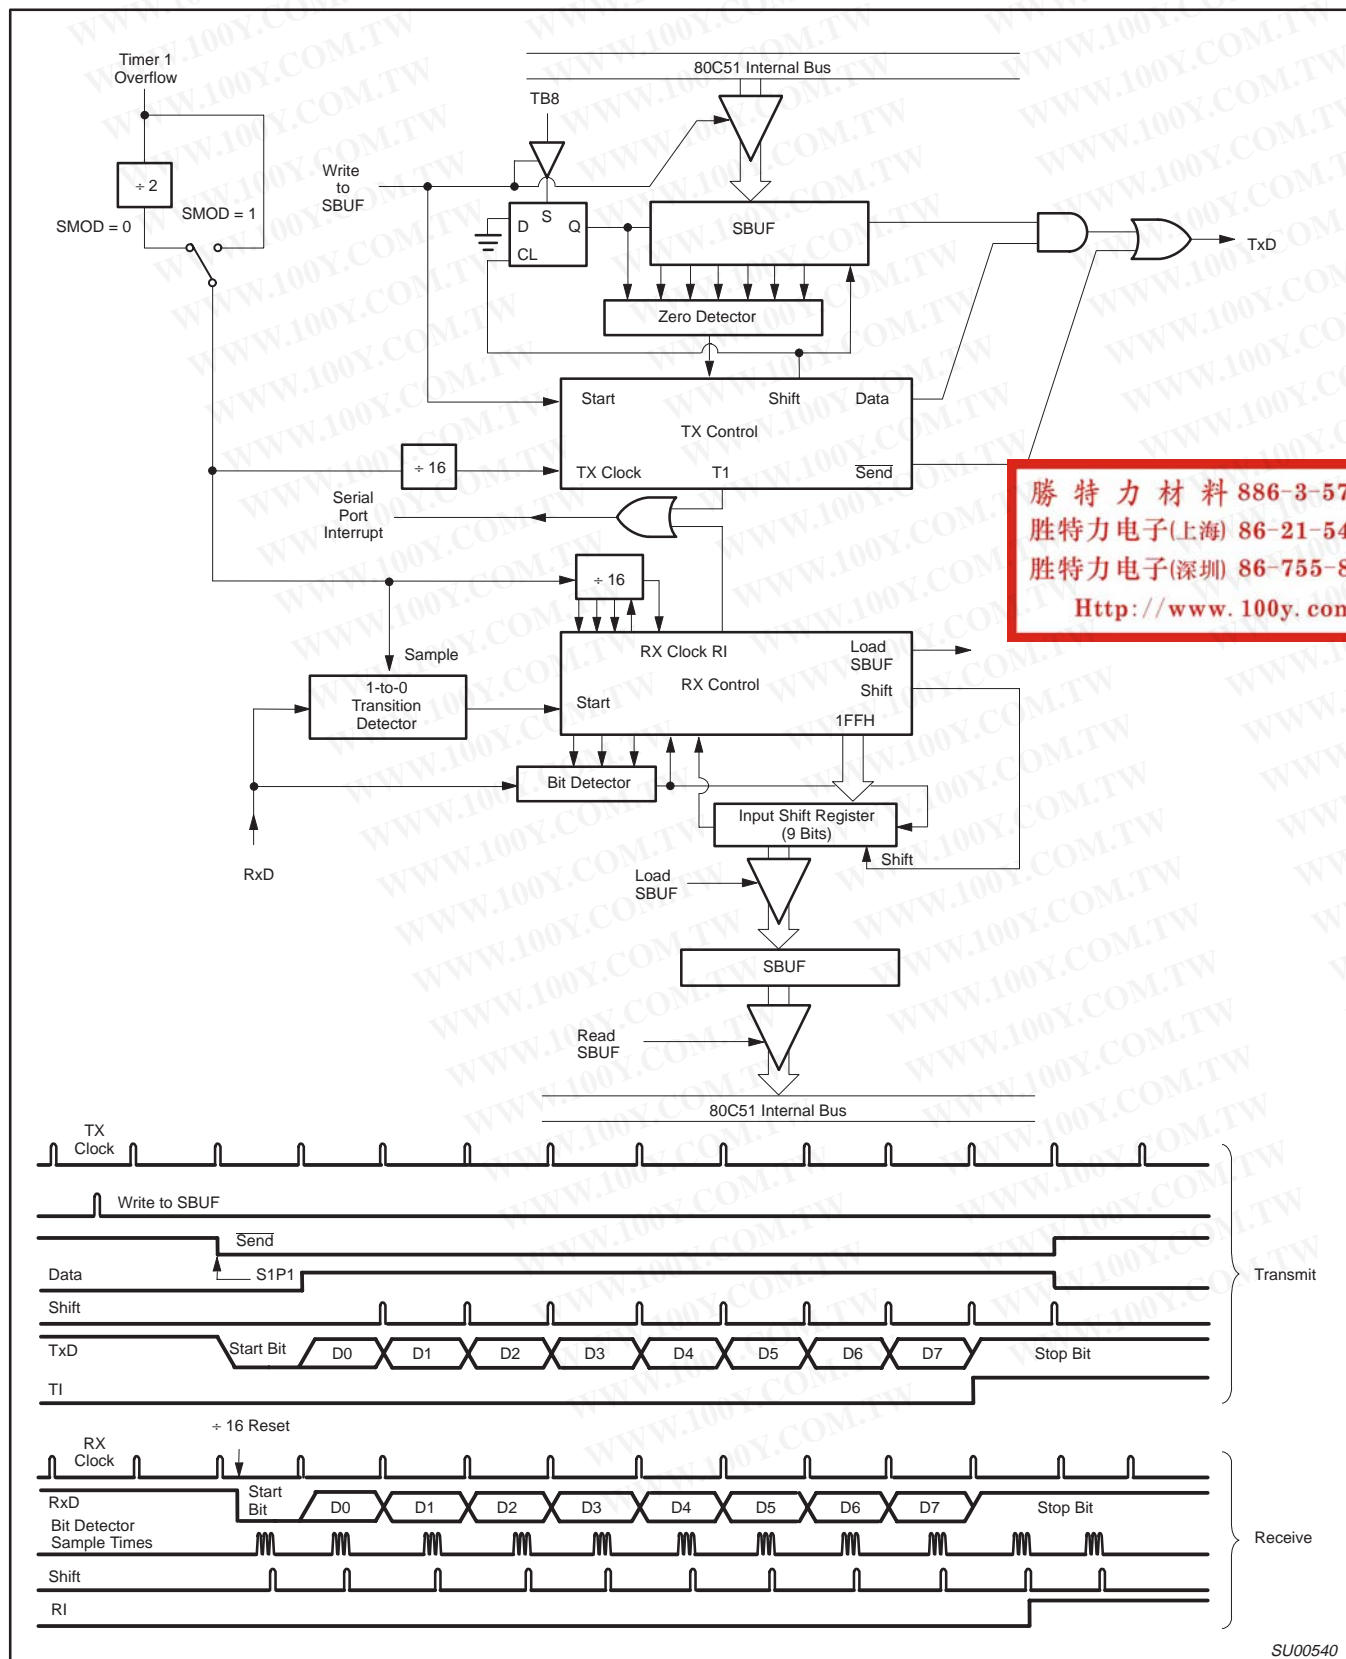 Timer 1
Overflow
80C51 Internal Bus
TB8
÷ 2
SMOD = 0
SMOD = 1
Write
to
SBUF
S
D
Q
CL
SBUF
TxD
Zero Detector
Start
Shift
Data
TX Control
÷ 16
TX Clock
T1
Send
Serial
Port
Interrupt
勝 特 力 材 料 886-3-57
胜特力电子(上海) 86-21-54
胜特力电子(深圳) 86-755-8
Http://www.100y.com
÷ 16
Sample
RX Clock RI
Load
SBUF
RX Control
Shift
Start
1FFH
1-to-0
Transition
Detector
Bit Detector
Input Shift Register
(9 Bits)
Shift
RxD
Load
SBUF
SBUF
Read
SBUF
80C51 Internal Bus
TX
Clock
Write to SBUF
Send
Data
S1P1
Transmit
Shift
TxD
Start Bit
D0
D1
D2
D3
D4
D5
D6
D7
Stop Bit
TI
÷ 16 Reset
RX
Clock
RxD
Start
Bit
D0
D1
D2
D3
D4
D5
D6
D7
Stop Bit
Bit Detector
Sample Times
Receive
Shift
RI
SU00540
WWW.100Y.COM.TW